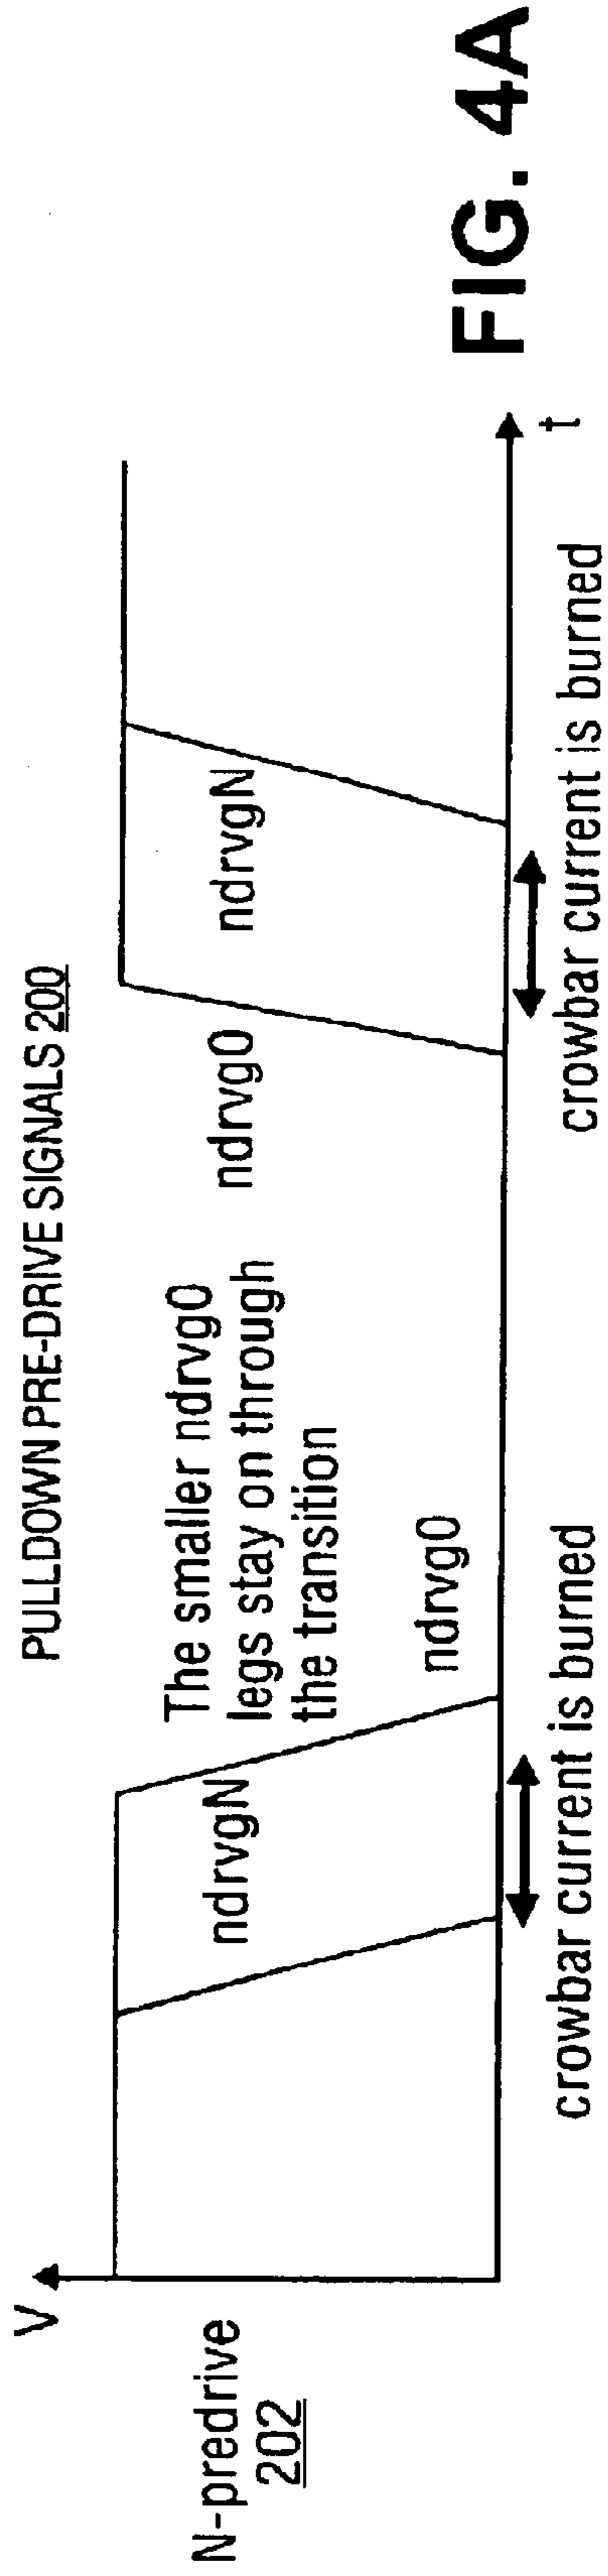 PULLDOWN PRE-DRIVE SIGNALS 200
V
N-predrive
202
ndrvgN
The smaller ndrvg0
legs stay on through
the transition
ndrvg0
ndrvg0
ndrvgN
t
crowbar current is burned
crowbar current is burned
FIG. 4A